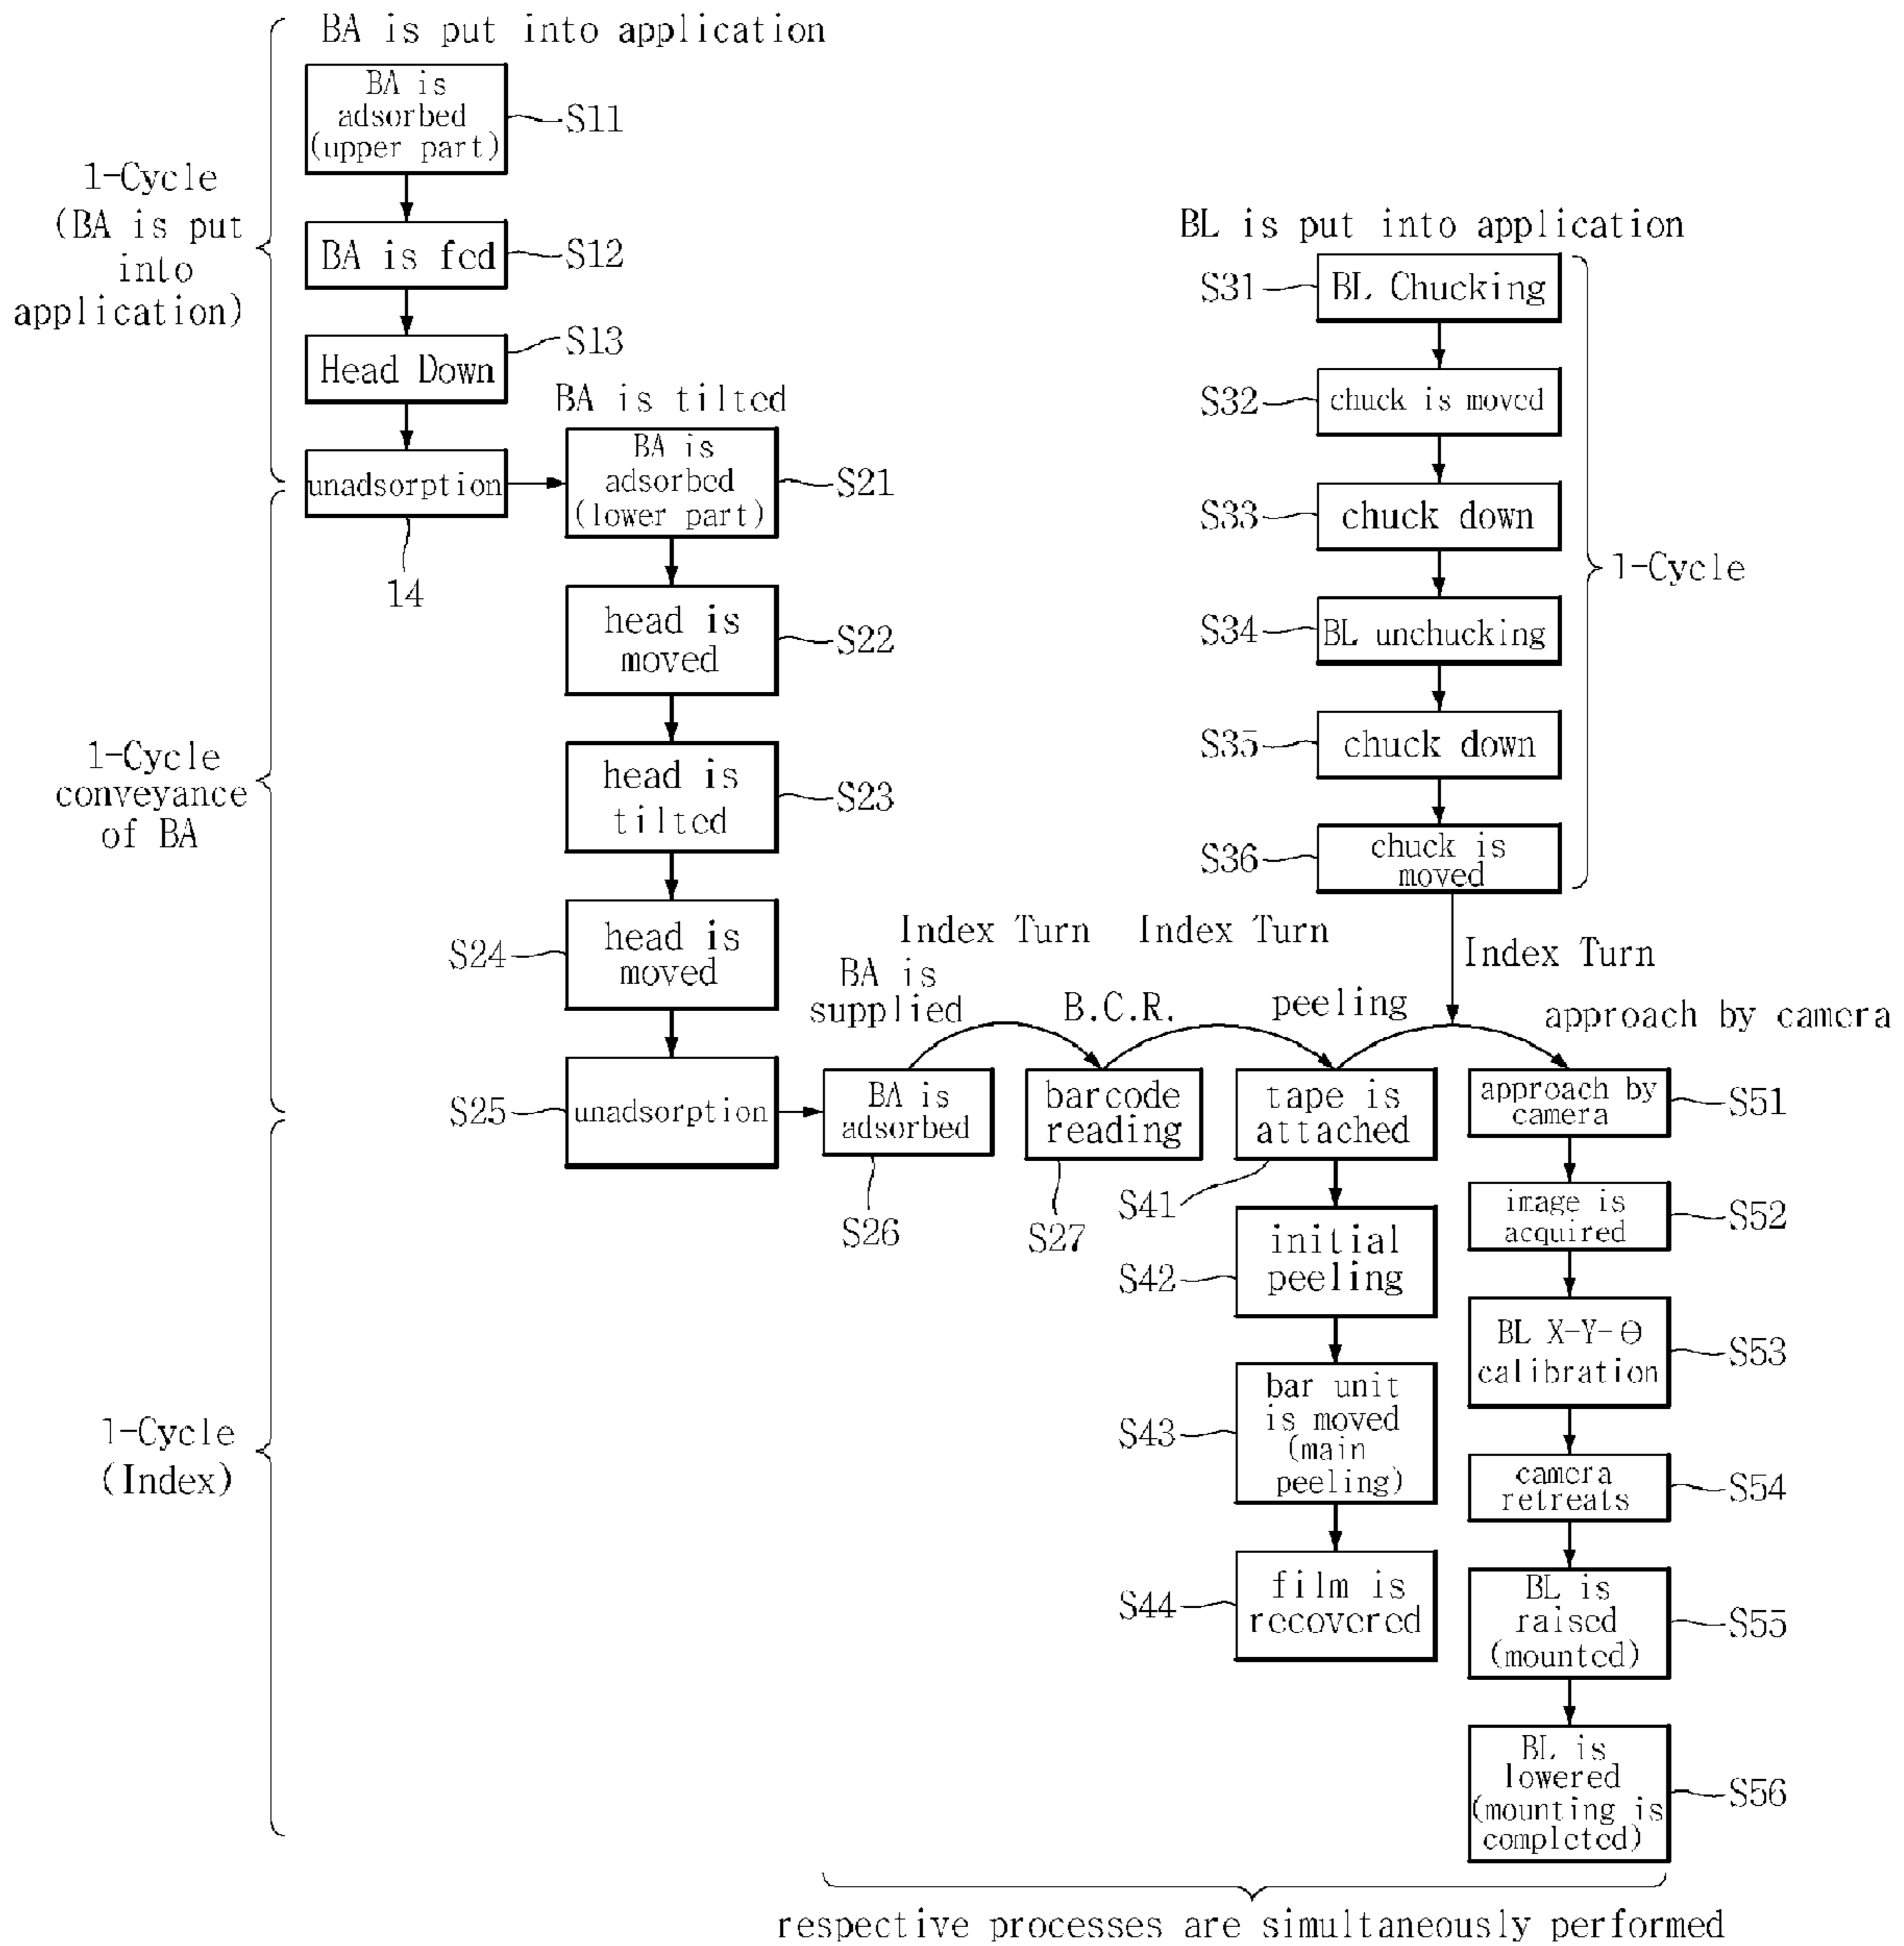 BA is put into application
BA is
adsorbed
(upper part)
S11
1-Cycle
(BA is put
into
application)
BA is fed
S12
Head Down
S13
unadsorption
14
BA is tilted
BA is
adsorbed
(lower part)
S21
head is
moved
S22
head is
tilted
S23
1-Cycle
conveyance
of BA
head is
moved
S24
unadsorption
S25
BL is put into application
BL Chucking
S31
chuck is moved
S32
chuck down
S33
BL unchucking
S34
chuck down
S35
chuck is
moved
S36
1-Cycle
Index Turn
Index Turn
Index Turn
BA is
supplied
B.C.R.
peeling
approach by camera
BA is
adsorbed
S26
barcode
reading
S27
tape is
attached
S41
initial
peeling
S42
bar unit
is moved
(main
peeling)
S43
film is
recovered
S44
approach by
camera
S51
image is
acquired
S52
BL X-Y-Θ
calibration
S53
camera
retreats
S54
BL is
raised
(mounted)
S55
BL is
lowered
(mounting is
completed)
S56
1-Cycle
(Index)
respective processes are simultaneously performed